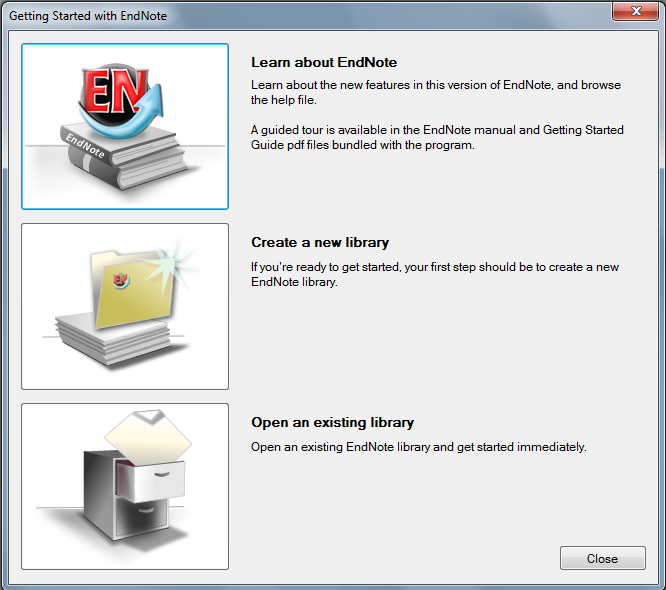 Getting Started with EndNote
EN
EndNote
Learn about EndNote
Learn about the new features in this version of EndNote, and browse
the help file.
A guided tour is available in the EndNote manual and Getting Started
Guide pdf files bundled with the program.
EN
Create a new library
If you're ready to get started, your first step should be to create a new
EndNote library.
Open an existing library
Open an existing EndNote library and get started immediately.
Close